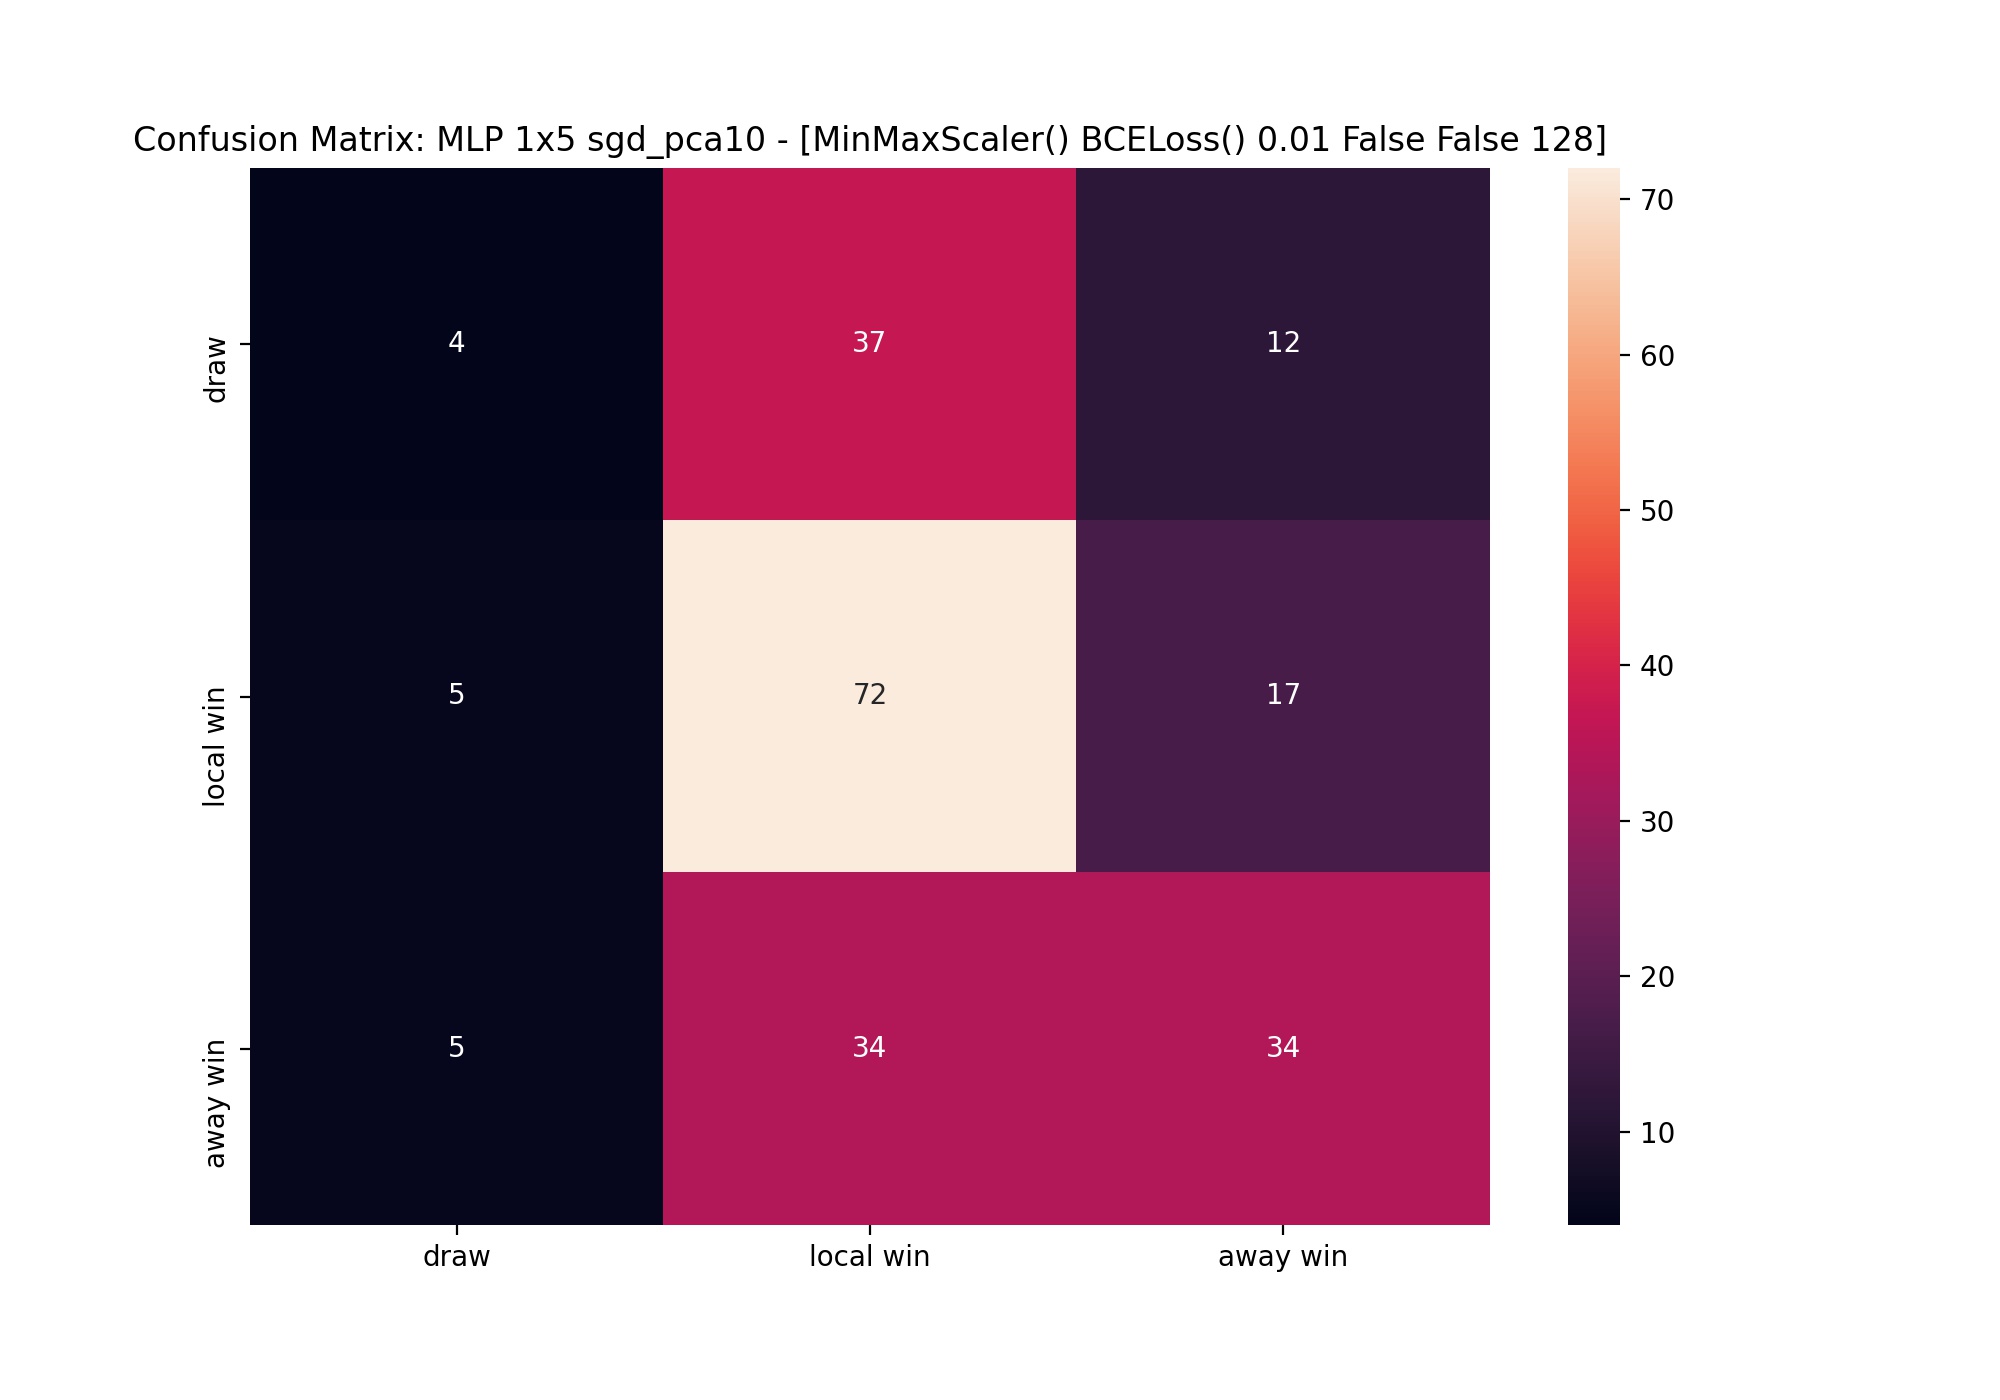 Confusion Matrix: MLP 1x5 sgd_pca10 - [MinMaxScaler() BCELoss() 0.01 False False 128]
draw
4
37
12
local win
5
72
17
away win
5
34
34
draw
local win
away win
70
60
50
40
30
20
10